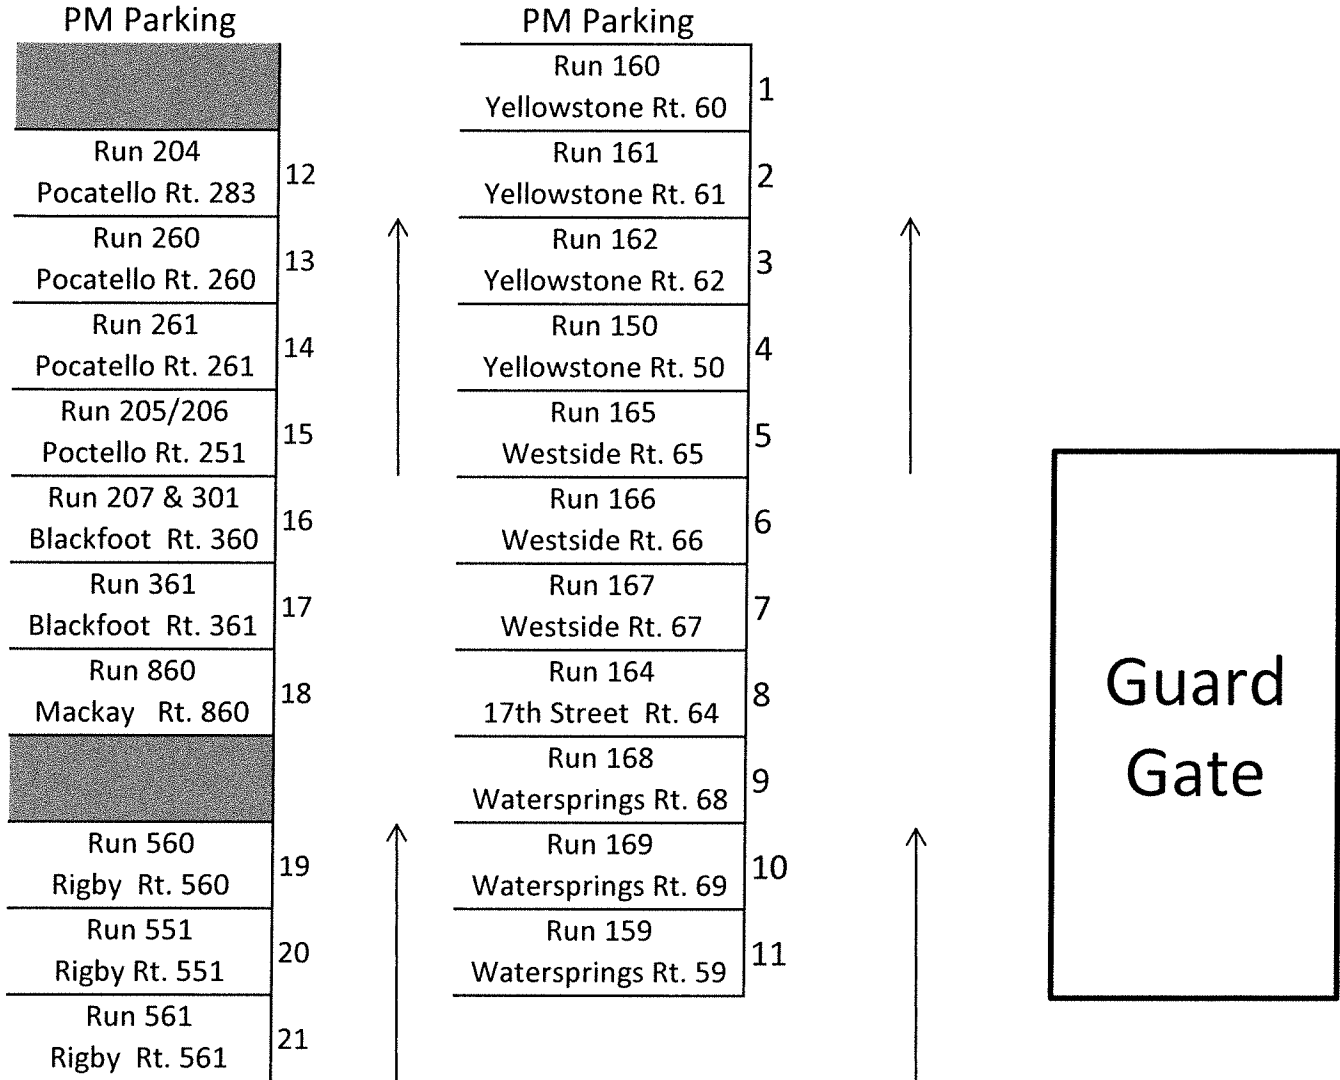 PM Parking
Run 204
Pocatello Rt. 283
12
Run 260
Pocatello Rt. 260
13
Run 261
Pocatello Rt. 261
14
Run 205/206
Poctello Rt. 251
15
Run 207 & 301
Blackfoot Rt. 360
16
Run 361
Blackfoot Rt. 361
17
Run 860
Mackay Rt. 860
18
Run 560
Rigby Rt. 560
19
Run 551
Rigby Rt. 551
20
Run 561
Rigby Rt. 561
21
PM Parking
Run 160
Yellowstone Rt. 60
1
Run 161
Yellowstone Rt. 61
2
Run 162
Yellowstone Rt. 62
3
Run 150
Yellowstone Rt. 50
4
Run 165
Westside Rt. 65
5
Run 166
Westside Rt. 66
6
Run 167
Westside Rt. 67
7
Run 164
17th Street Rt. 64
8
Run 168
Watersprings Rt. 68
9
Run 169
Watersprings Rt. 69
10
Run 159
Watersprings Rt. 59
11
Guard
Gate